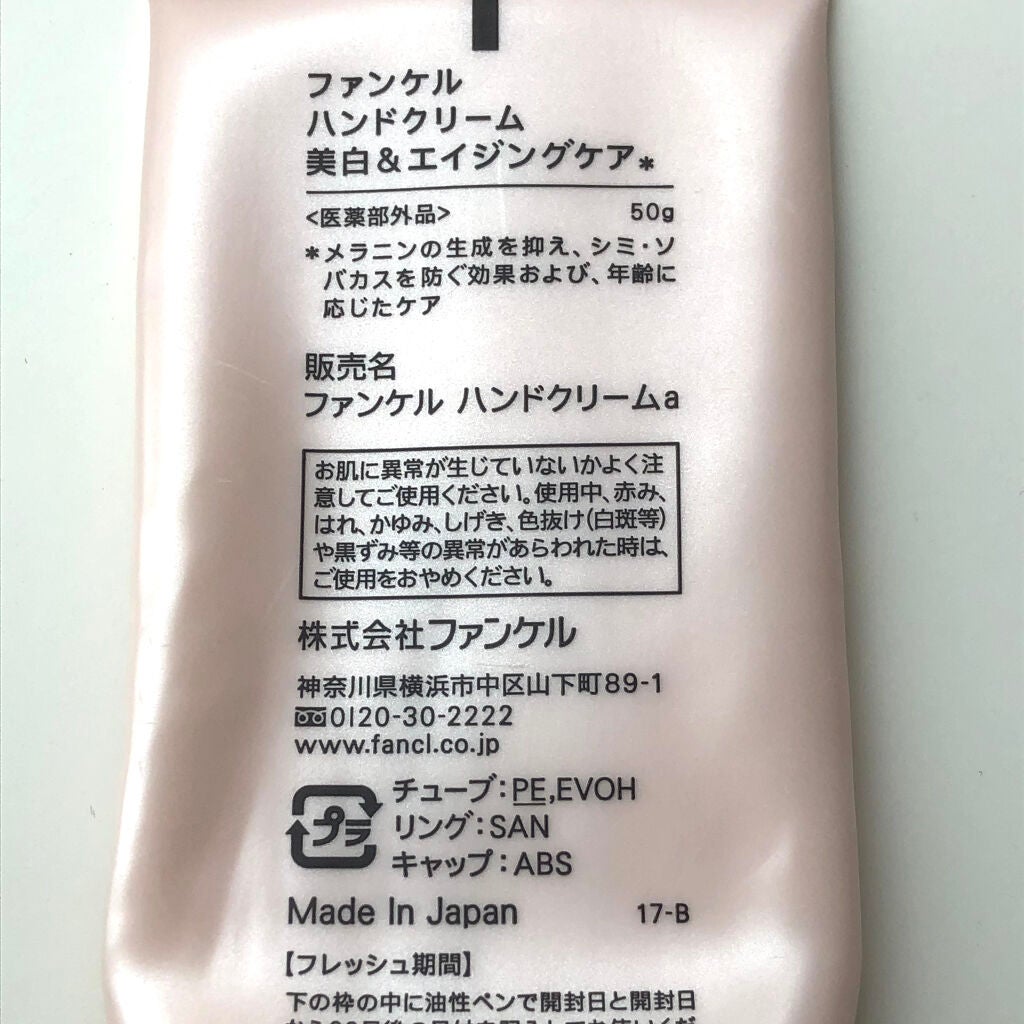 ファンケル
ハンドクリーム
美白&エイジングケア*
<医薬部外品> 50g
*メラニンの生成を抑え、シミ・ソ
バカスを防ぐ効果および、年齢に
応じたケア
販売名
ファンケル ハンドクリームa
お肌に異常が生じていないかよく注
意してご使用ください。使用中、赤み、
はれ、かゆみ、しげき、色抜け(白斑等)
や黒ずみ等の異常があらわれた時は、
ご使用をおやめください。
株式会社ファンケル
神奈川県横浜市中区山下町89-1
0120-30-2222
www.fancl.co.jp
プラ
チューブ:PE,EVOH
リング:SAN
キャップ:ABS
Made In Japan 17-B
【フレッシュ期間】
下の枠の中に油性ペンで開封日と開封日